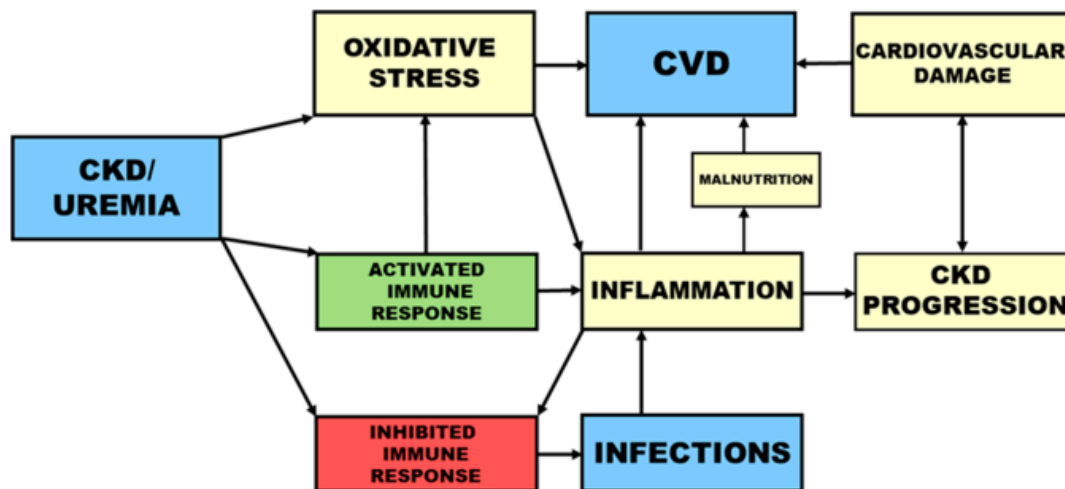 OXIDATIVE
STRESS
CVD
CARDIOVASCULAR
DAMAGE
CKD/
UREMIA
MALNUTRITION
ACTIVATED
IMMUNE
RESPONSE
INFLAMMATION
CKD
PROGRESSION
INHIBITED
IMMUNE
RESPONSE
INFECTIONS